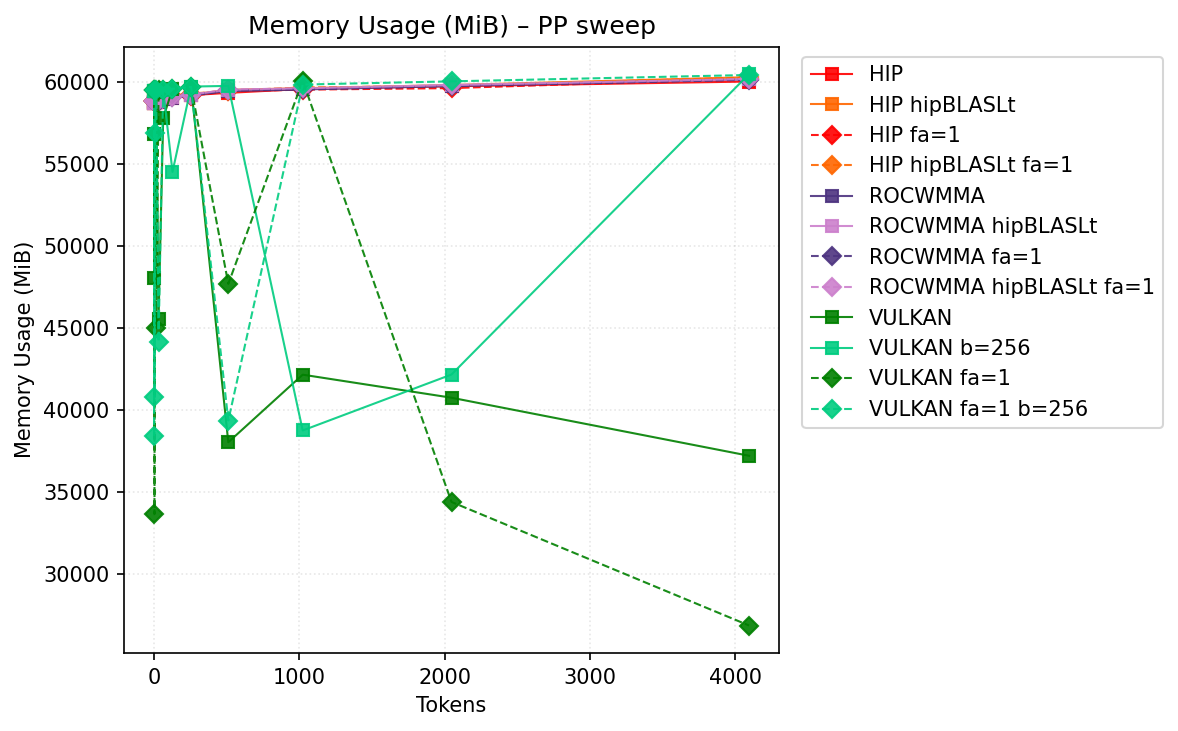 Memory Usage (MiB) – PP sweep
Memory Usage (MiB)
60000
55000
50000
45000
40000
35000
30000
0
1000
2000
3000
4000
Tokens
HIP
HIP hipBLASLt
HIP fa=1
HIP hipBLASLt fa=1
ROCWMMA
ROCWMMA hipBLASLt
ROCWMMA fa=1
ROCWMMA hipBLASLt fa=1
VULKAN
VULKAN b=256
VULKAN fa=1
VULKAN fa=1 b=256